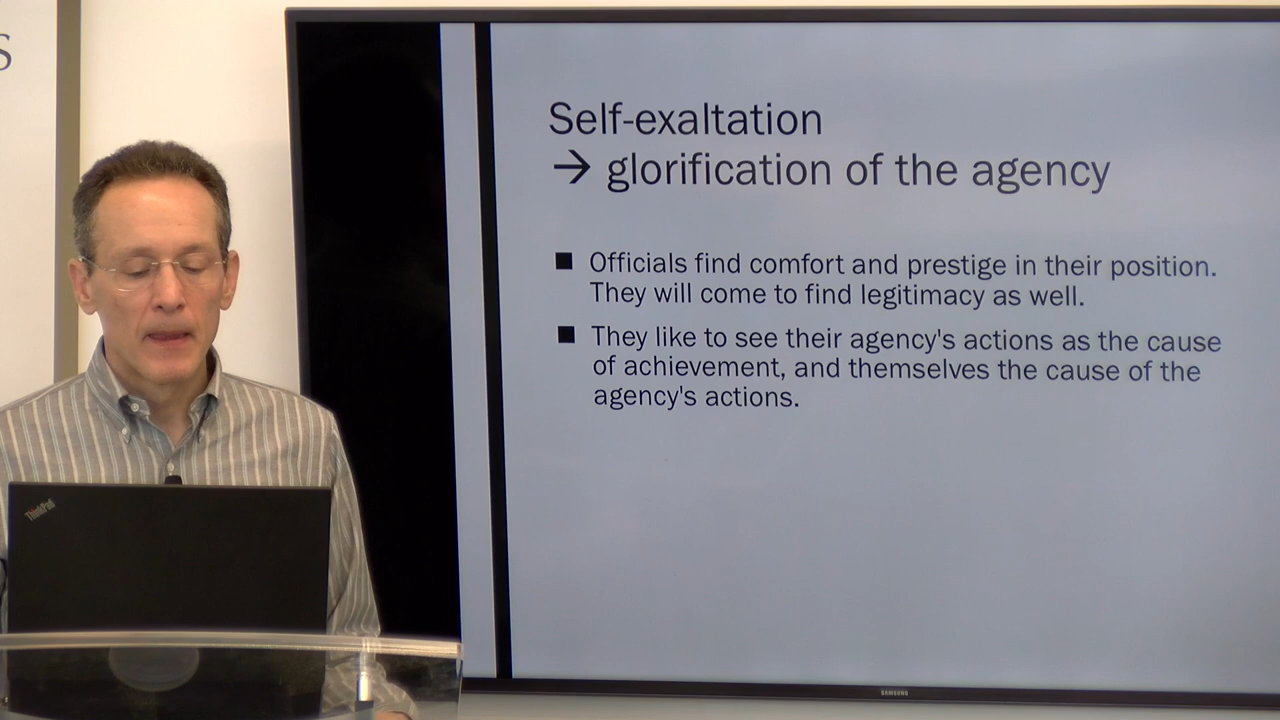 S
Self-exaltation
→ glorification of the agency
■ Officials find comfort and prestige in their position.
They will come to find legitimacy as well.
■ They like to see their agency's actions as the cause
of achievement, and themselves the cause of the
agency's actions.
ThinkPad
SAMSUNG